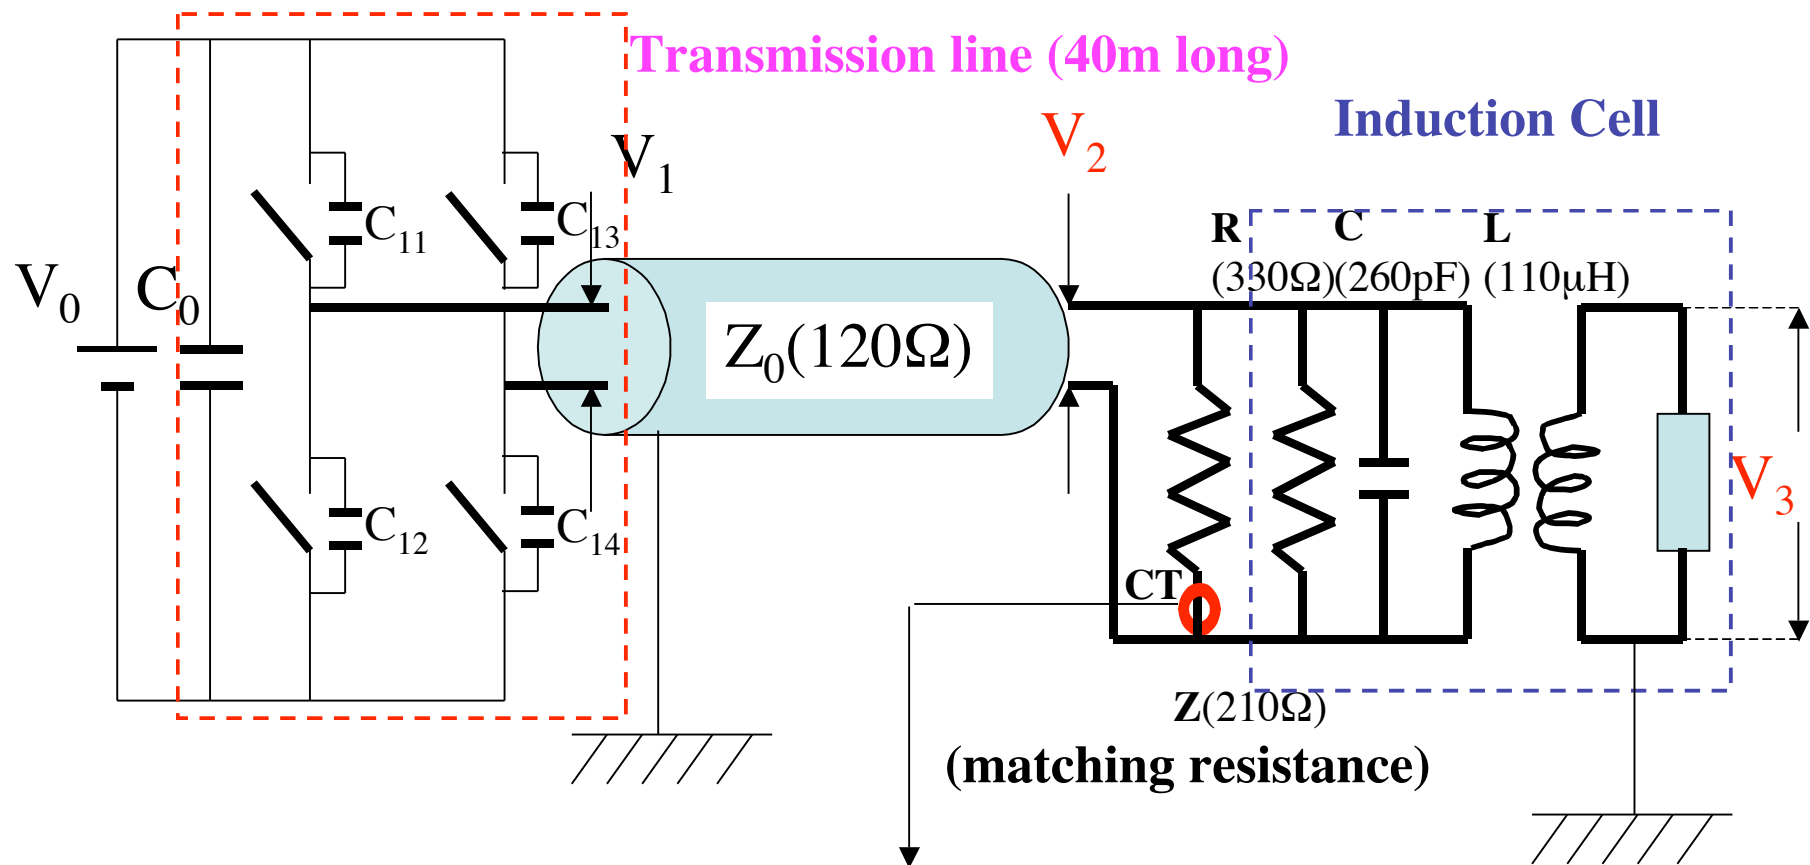 Transmission line (40m long)
Induction Cell
V1
V2
C11
C13
R
C
L
(330Ω)
(260pF)
(110μH)
V0
C0
Z0(120Ω)
V3
C12
C14
CT
Z(210Ω)
(matching resistance)